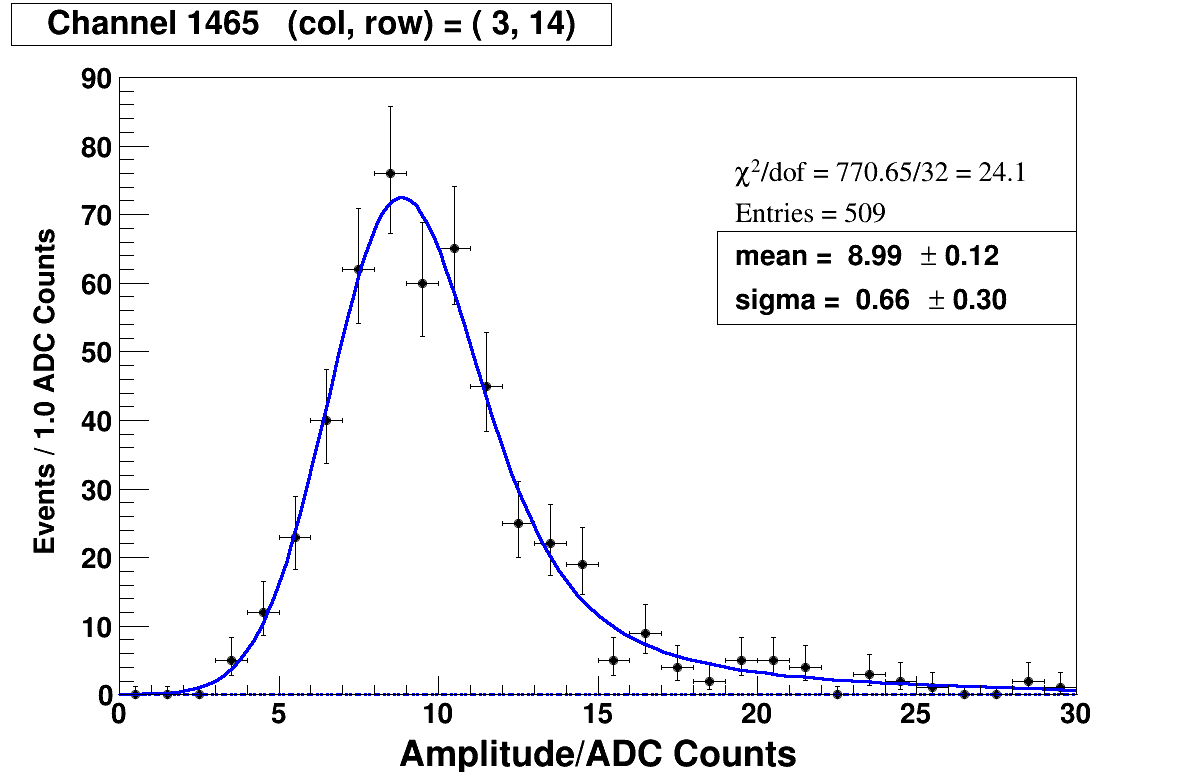 Channel 1465 (col, row) = ( 3, 14)
90
80
70
60
50
40
30
20
10
0
Events / 1.0 ADC Counts
χ²/dof = 770.65/32 = 24.1
Entries = 509
mean = 8.99 ± 0.12
sigma = 0.66 ± 0.30
0 5 10 15 20 25 30
Amplitude/ADC Counts